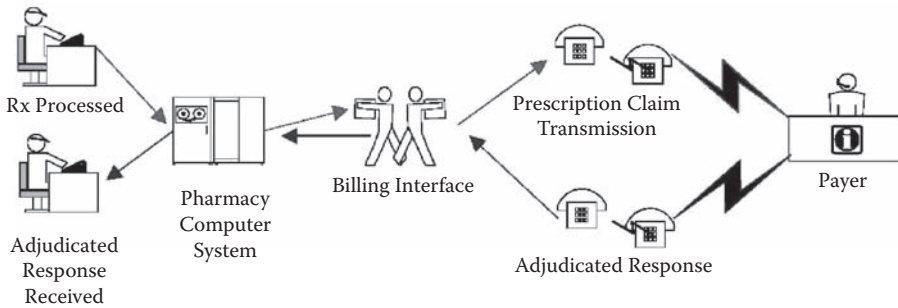 Rx Processed
Adjudicated
Response
Received
Pharmacy
Computer
System
Billing Interface
Prescription Claim
Transmission
Adjudicated Response
Payer